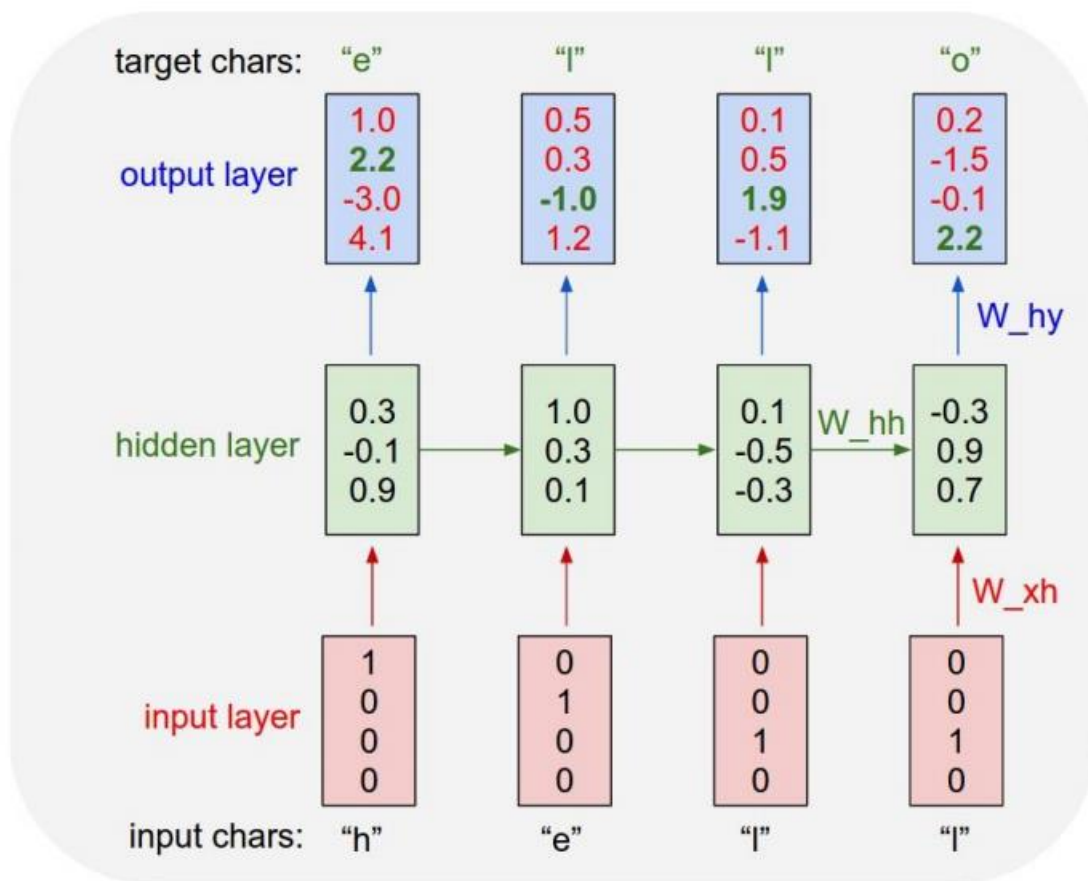 target chars: “e” “l” “l” “o”
1.0 0.5 0.1 0.2
2.2 0.3 0.5 -1.5
output layer
-3.0 -1.0 1.9 -0.1
4.1 1.2 -1.1 2.2
W_hy
0.3 1.0 0.1 -0.3
W_hh
hidden layer
-0.1 0.3 -0.5 0.9
0.9 0.1 -0.3 0.7
W_xh
1 0 0 0
0 1 0 0
input layer
0 0 1 1
0 0 0 0
input chars: “h” “e” “l” “l”